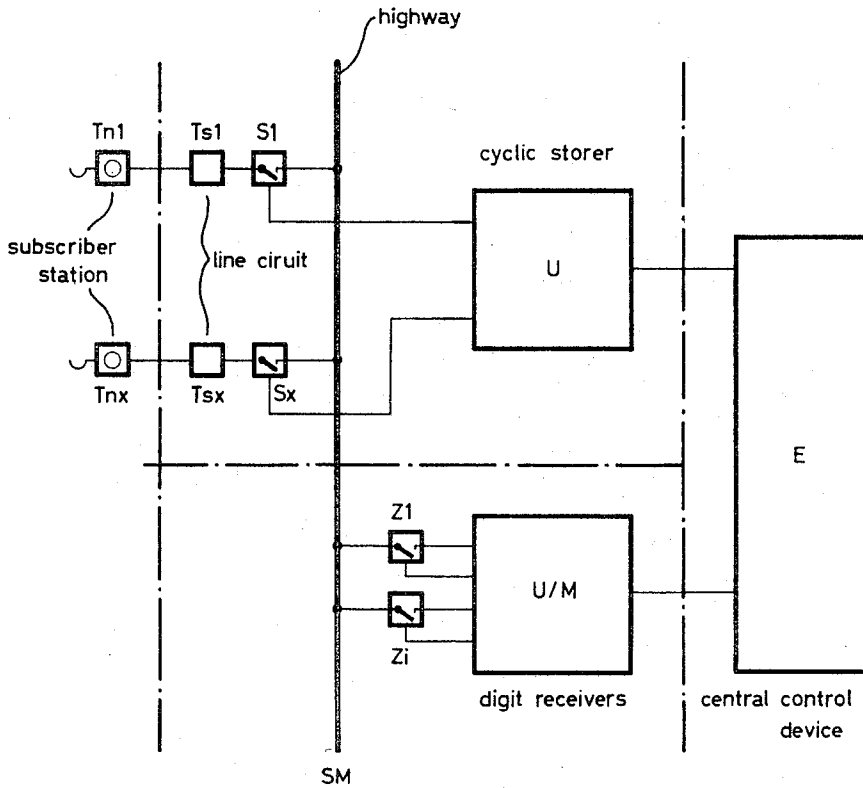 highway
Tn1
Ts1
S1
cyclic storer
subscriber
station
line ciruit
U
Tnx
Tsx
Sx
E
Z1
U/M
Zi
digit receivers
central control
device
SM